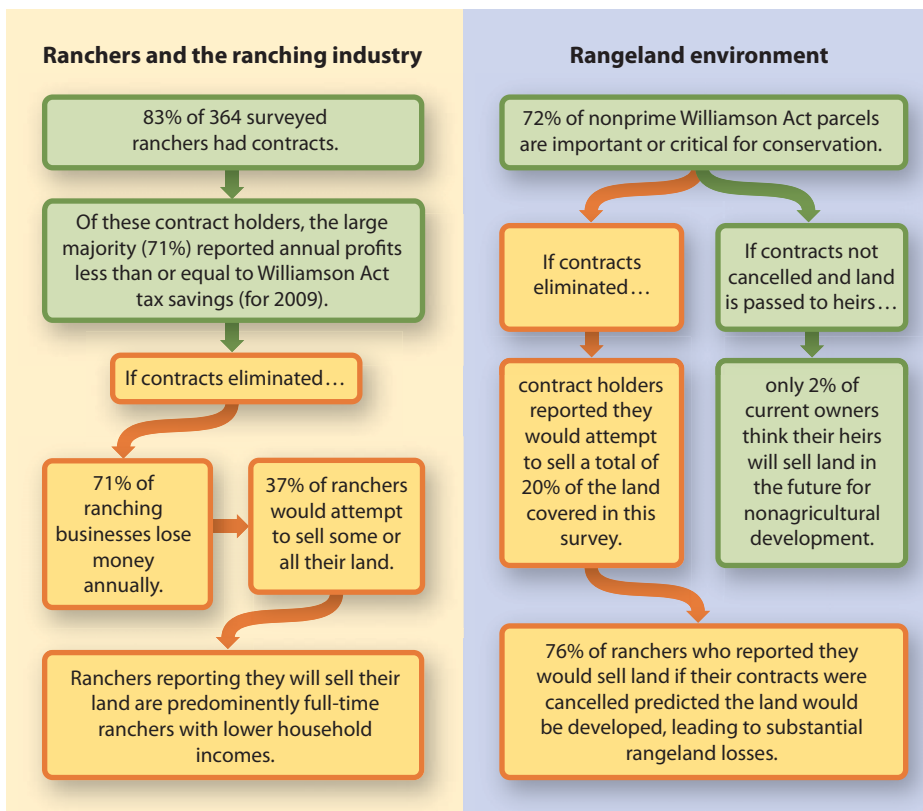 Ranchers and the ranching industry
83% of 364 surveyed
ranchers had contracts.
Of these contract holders, the large
majority (71%) reported annual profits
less than or equal to Williamson Act
tax savings (for 2009).
If contracts eliminated…
71% of
ranching
businesses lose
money
annually.
37% of ranchers
would attempt
to sell some or
all their land.
Ranchers reporting they will sell their
land are predominantly full-time
ranchers with lower household
incomes.
Rangeland environment
72% of nonprime Williamson Act parcels
are important or critical for conservation.
If contracts
eliminated…
If contracts not
cancelled and land
is passed to heirs…
contract holders
reported they
would attempt
to sell a total of
20% of the land
covered in this
survey.
only 2% of
current owners
think their heirs
will sell land in
the future for
nonagricultural
development.
76% of ranchers who reported they
would sell land if their contracts were
cancelled predicted the land would
be developed, leading to substantial
rangeland losses.